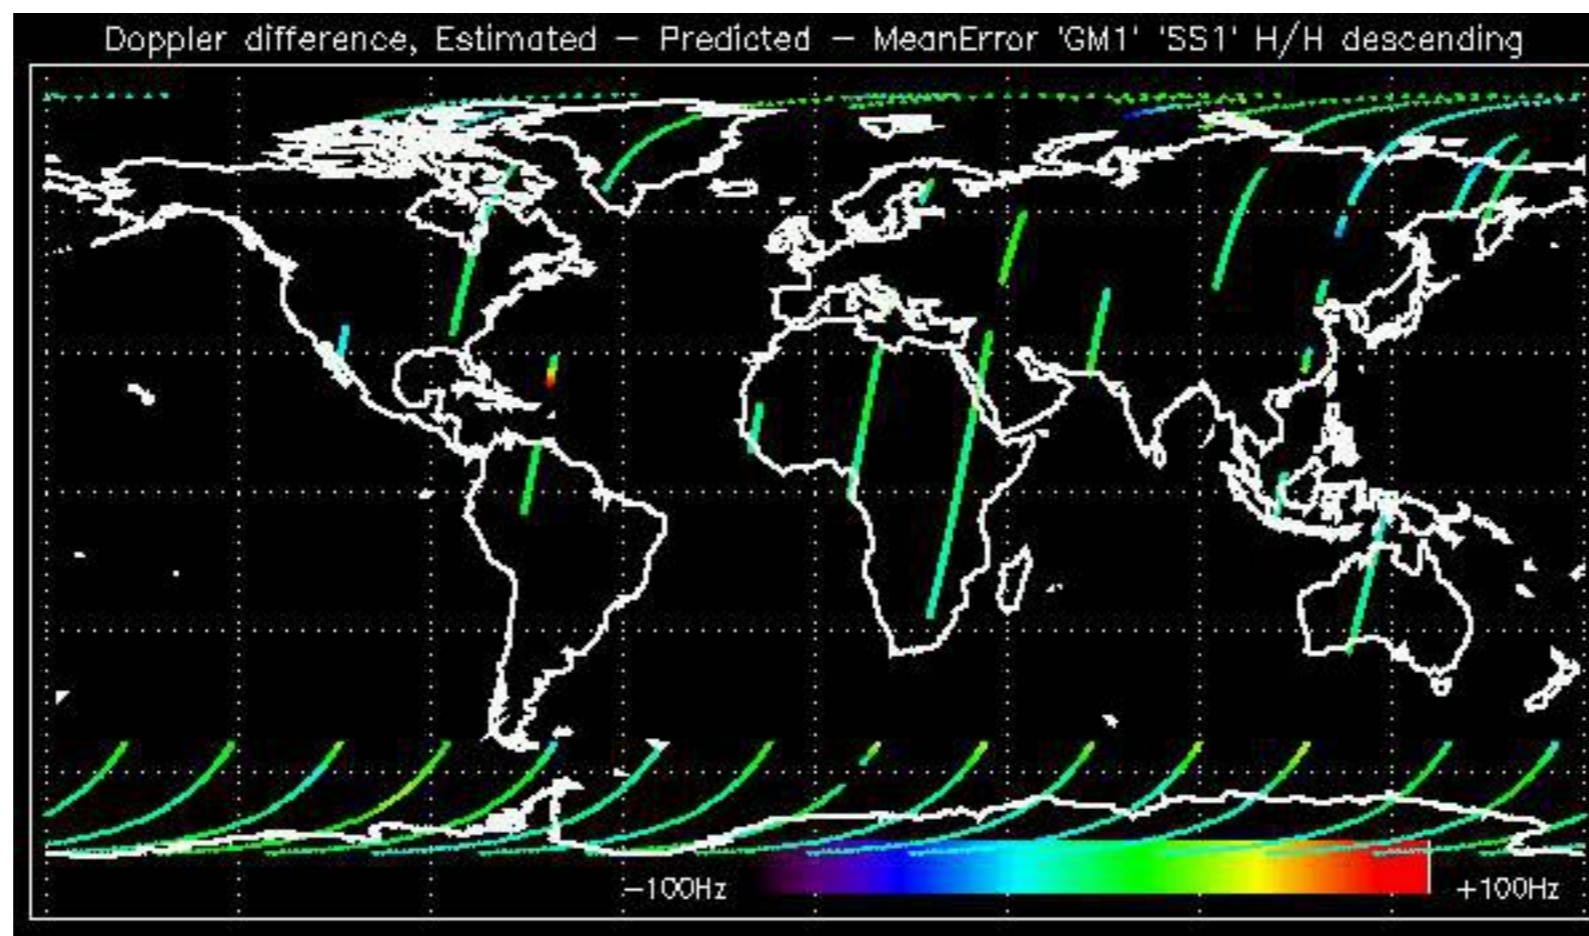 Doppler difference, Estimated – Predicted – MeanError 'GM1' 'SS1' H/H descending
–100Hz +100Hz